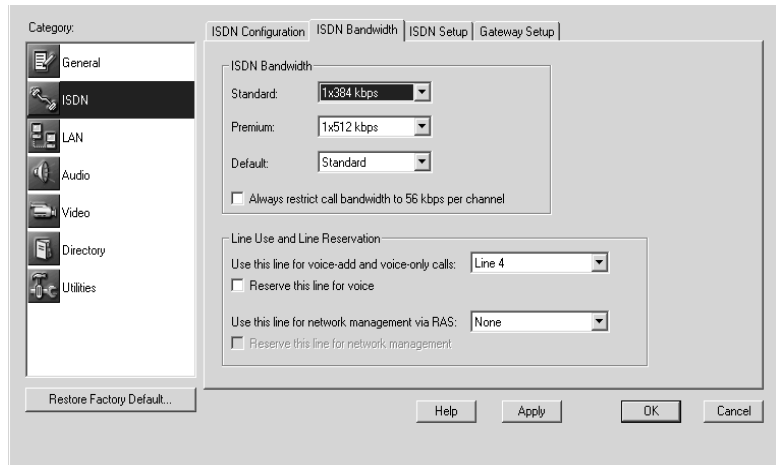 Category:
General
ISDN
LAN
Audio
Video
Directory
Utilities
Restore Factory Default...
ISDN Configuration
ISDN Bandwidth
ISDN Setup
Gateway Setup
ISDN Bandwidth
Standard: 1x384 kbps
Premium: 1x512 kbps
Default: Standard
Always restrict call bandwidth to 56 kbps per channel
Line Use and Line Reservation
Use this line for voice-add and voice-only calls: Line 4
Reserve this line for voice
Use this line for network management via RAS: None
Reserve this line for network management
Help
Apply
OK
Cancel